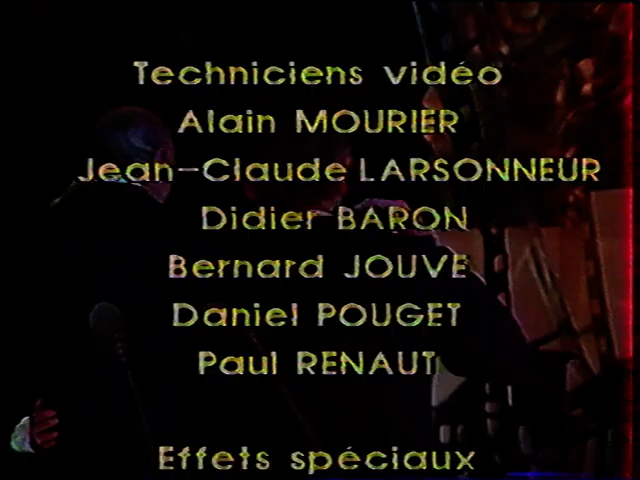 Techniciens vidéo
Alain MOURIER
Jean-Claude LARSONNEUR
Didier BARON
Bernard JOUVE
Daniel POUGET
Paul RENAUT
Effets spéciaux